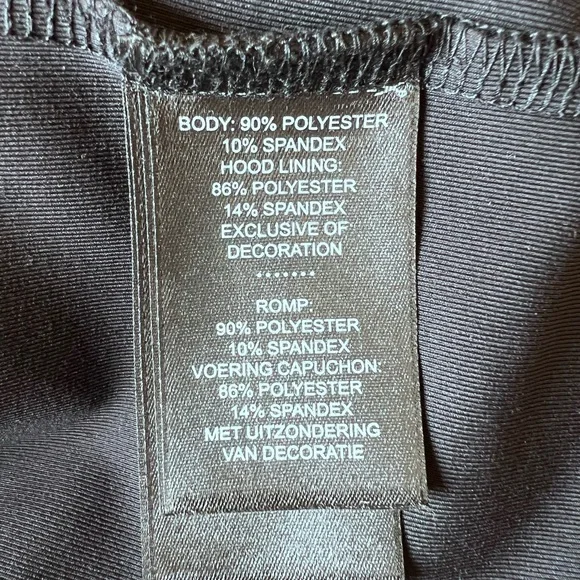 BODY: 90% POLYESTER
10% SPANDEX
HOOD LINING:
86% POLYESTER
14% SPANDEX
EXCLUSIVE OF
DECORATION
.......
ROMP:
90% POLYESTER
10% SPANDEX
VOERING CAPUCHON:
86% POLYESTER
14% SPANDEX
MET UITZONDERING
VAN DECORATIE